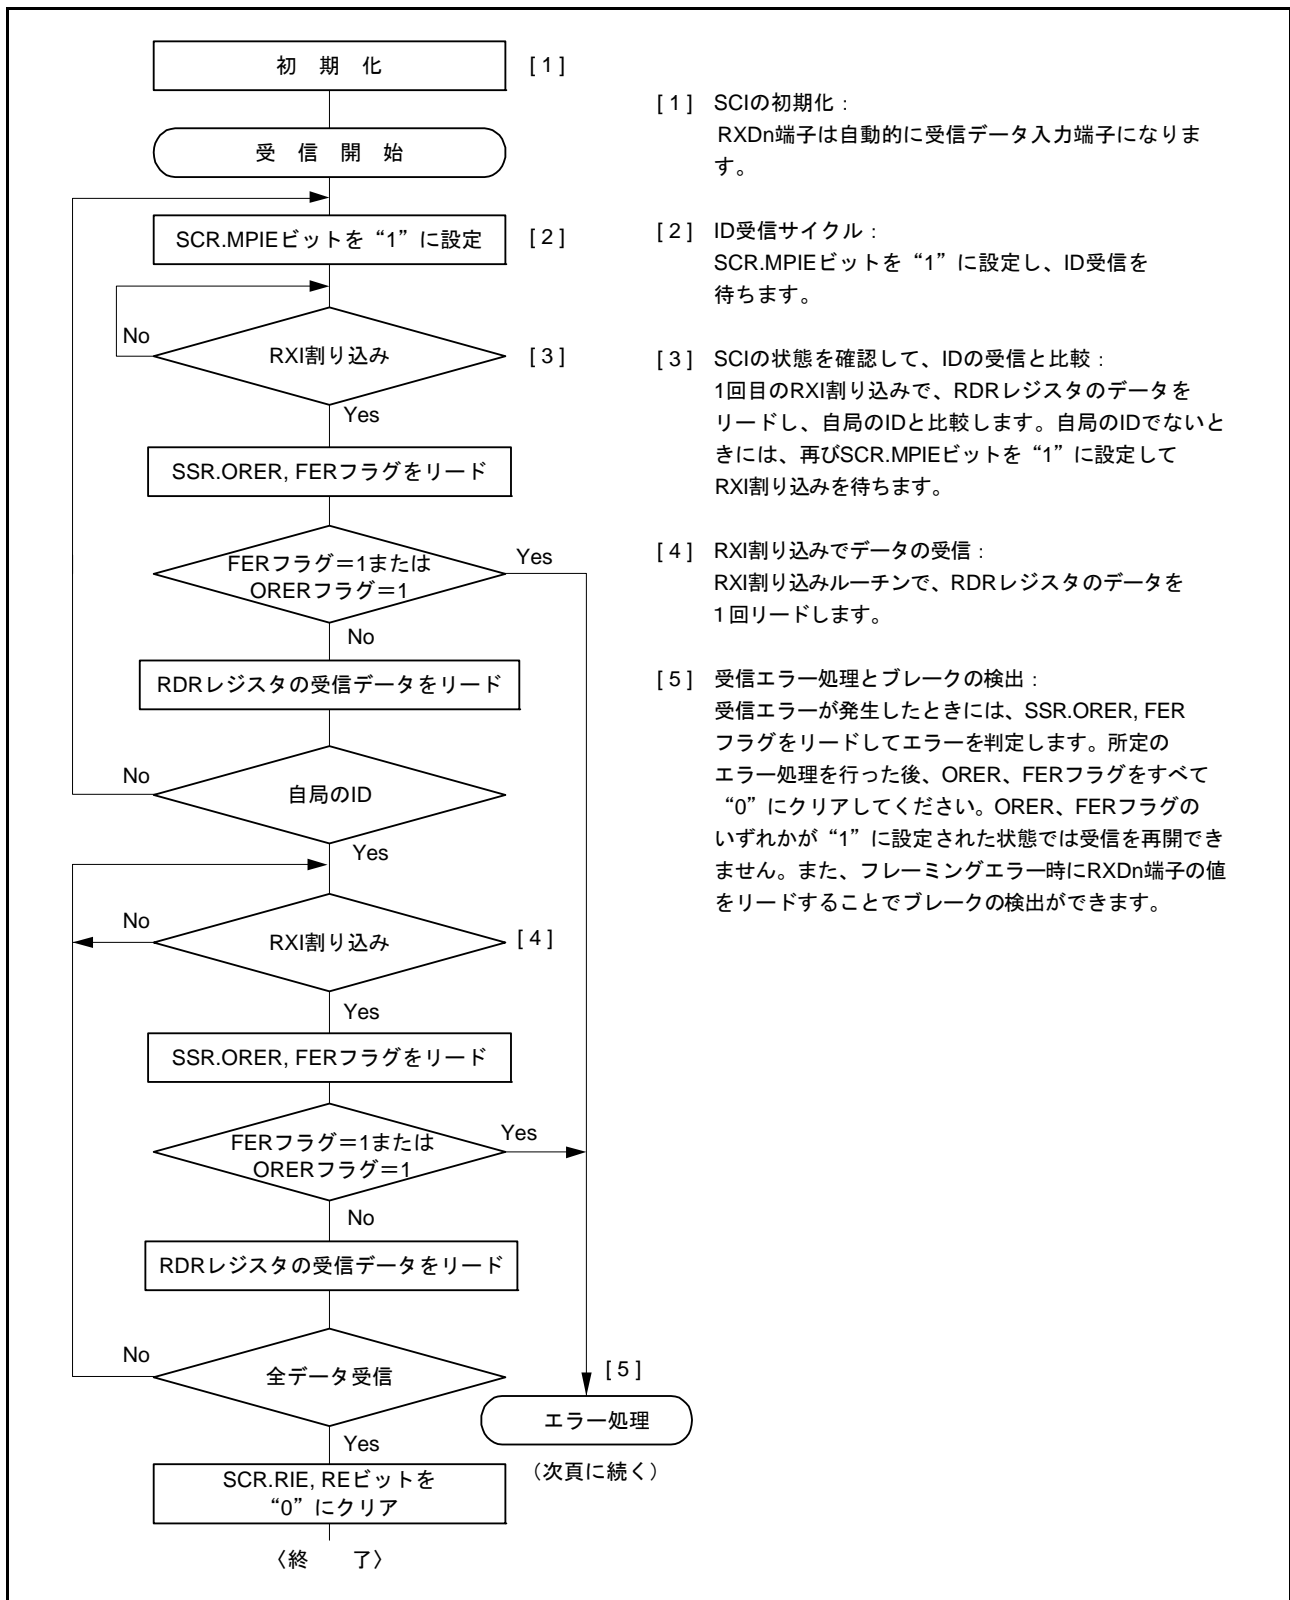 初　期　化
[ 1 ]
受　信　開　始
SCR.MPIEビットを“1”に設定
[ 2 ]
No
RXI割り込み
[ 3 ]
Yes
SSR.ORER, FERフラグをリード
FERフラグ＝1または
ORERフラグ＝1
Yes
No
RDRレジスタの受信データをリード
No
自局のID
Yes
No
RXI割り込み
[ 4 ]
Yes
SSR.ORER, FERフラグをリード
FERフラグ＝1または
ORERフラグ＝1
Yes
No
RDRレジスタの受信データをリード
No
全データ受信
[ 5 ]
エラー処理
Yes
（次頁に続く）
SCR.RIE, REビットを
“0”にクリア
〈終　　了〉
[ 1 ] SCIの初期化：
RXDn端子は自動的に受信データ入力端子になりま
す。
[ 2 ] ID受信サイクル：
SCR.MPIEビットを“1”に設定し、ID受信を
待ちます。
[ 3 ] SCIの状態を確認して、IDの受信と比較：
1回目のRXI割り込みで、RDRレジスタのデータを
リードし、自局のIDと比較します。自局のIDでないと
きには、再びSCR.MPIEビットを“1”に設定して
RXI割り込みを待ちます。
[ 4 ] RXI割り込みでデータの受信：
RXI割り込みルーチンで、RDRレジスタのデータを
１回リードします。
[ 5 ] 受信エラー処理とブレークの検出：
受信エラーが発生したときには、SSR.ORER, FER
フラグをリードしてエラーを判定します。所定の
エラー処理を行った後、ORER、FERフラグをすべて
“0”にクリアしてください。ORER、FERフラグの
いずれかが“1”に設定された状態では受信を再開でき
ません。また、フレーミングエラー時にRXDn端子の値
をリードすることでブレークの検出ができます。